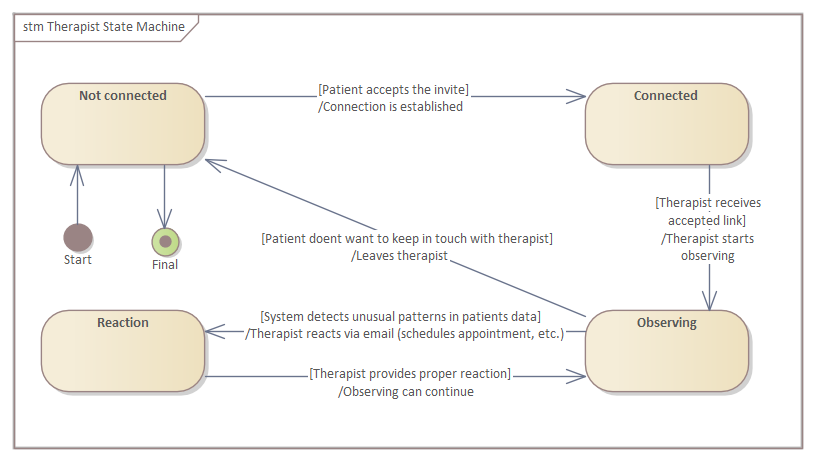 stm Therapist State Machine
Not connected
[Patient accepts the invite]
/Connection is established
Connected
[Therapist receives
accepted link]
/Therapist starts
observing
Start
Final
[Patient doent want to keep in touch with therapist]
/Leaves therapist
Reaction
[System detects unusual patterns in patients data]
/Therapist reacts via email (schedules appointment, etc.)
Observing
[Therapist provides proper reaction]
/Observing can continue